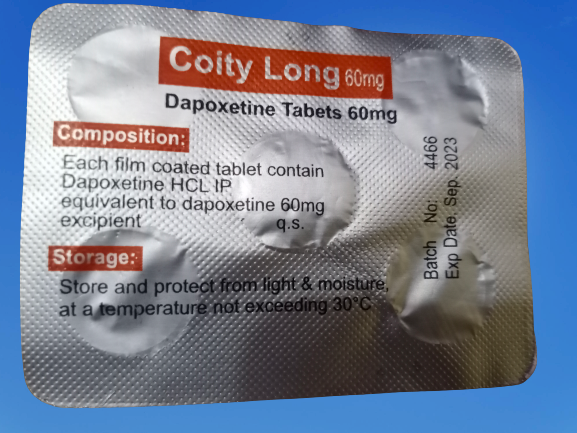 Coity Long 60mg
Dapoxetine Tabets 60mg
Composition:
Each film coated tablet contain
Dapoxetine HCL IP
equivalent to dapoxetine 60mg
excipient q.s.
Storage:
Store and protect from light & moisture,
at a temperature not exceeding 30°C
Batch No: 4466
Exp Date. Sep. 2023